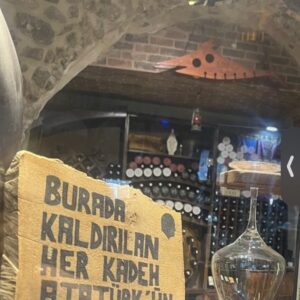 BURADA
KALDIRILAN
HER KADEH
ATATÜRK'ÜN